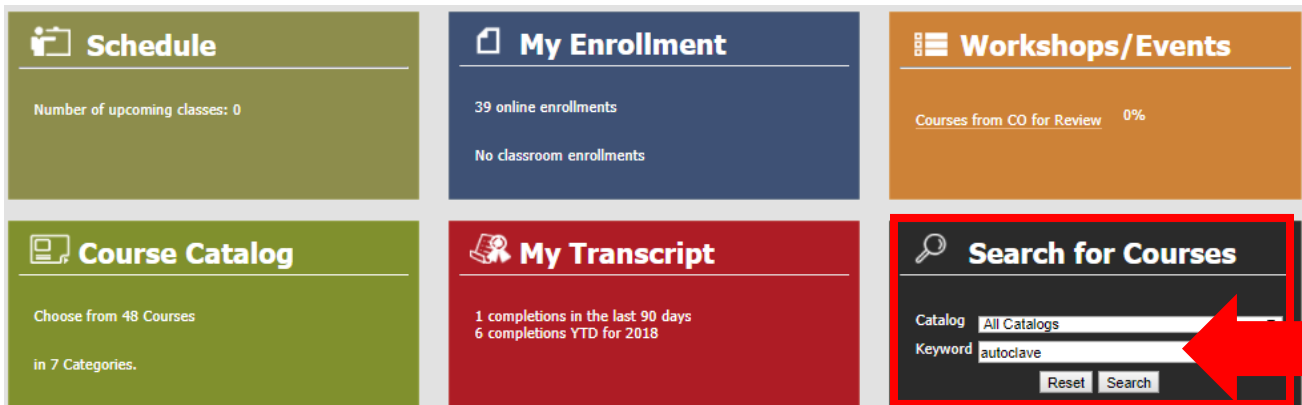 Schedule
Number of upcoming classes: 0
My Enrollment
39 online enrollments
No classroom enrollments
Workshops/Events
Courses from CO for Review 0%
Course Catalog
Choose from 48 Courses
in 7 Categories.
My Transcript
1 completions in the last 90 days
6 completions YTD for 2018
Search for Courses
Catalog All Catalogs
Keyword autoclave
Reset Search